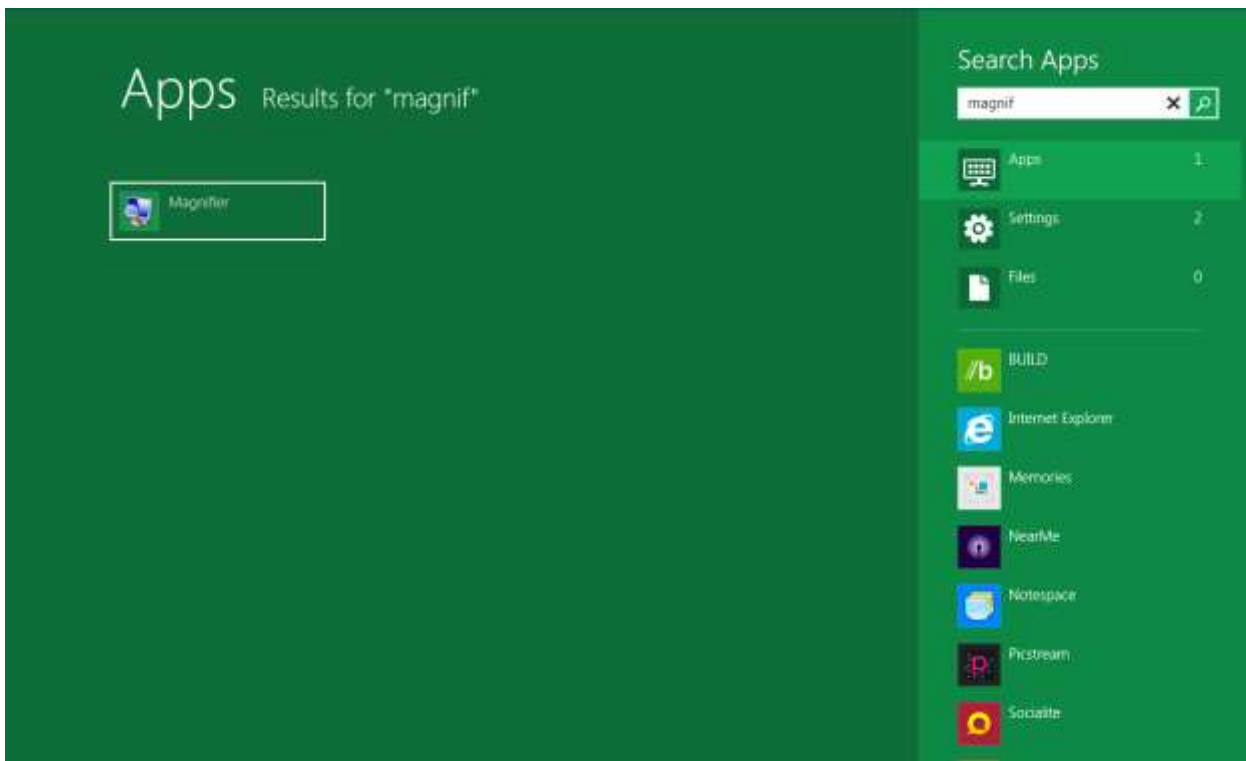 Apps Results for "magnif"
Magnifier
Search Apps
magnif
Apps 1
Settings 2
Files 0
//b BUILD
Internet Explorer
Memories
NearMe
Notespace
Picstream
Socialite